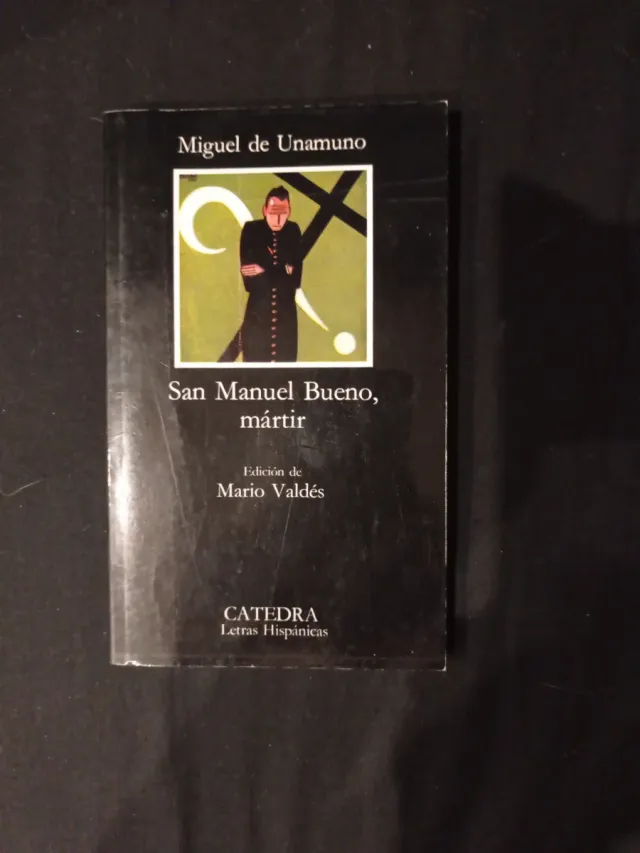 Miguel de Unamuno
San Manuel Bueno,
mártir
Edición de
Mario Valdés
CATEDRA
Letras Hispánicas